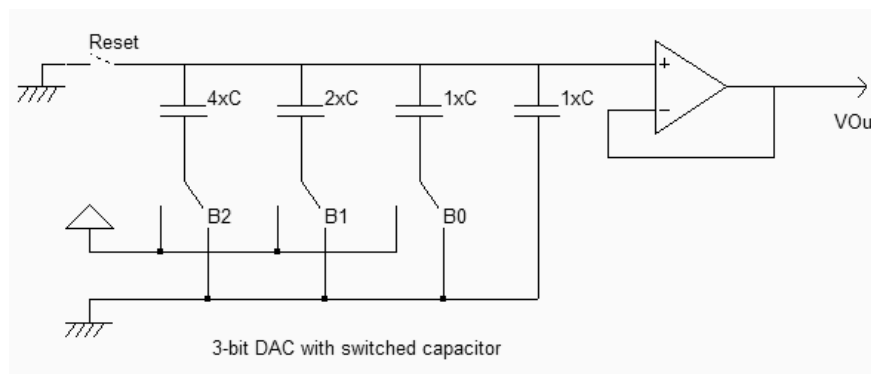 Reset
4xC 2xC 1xC 1xC
VOu
B2 B1 B0
3-bit DAC with switched capacitor